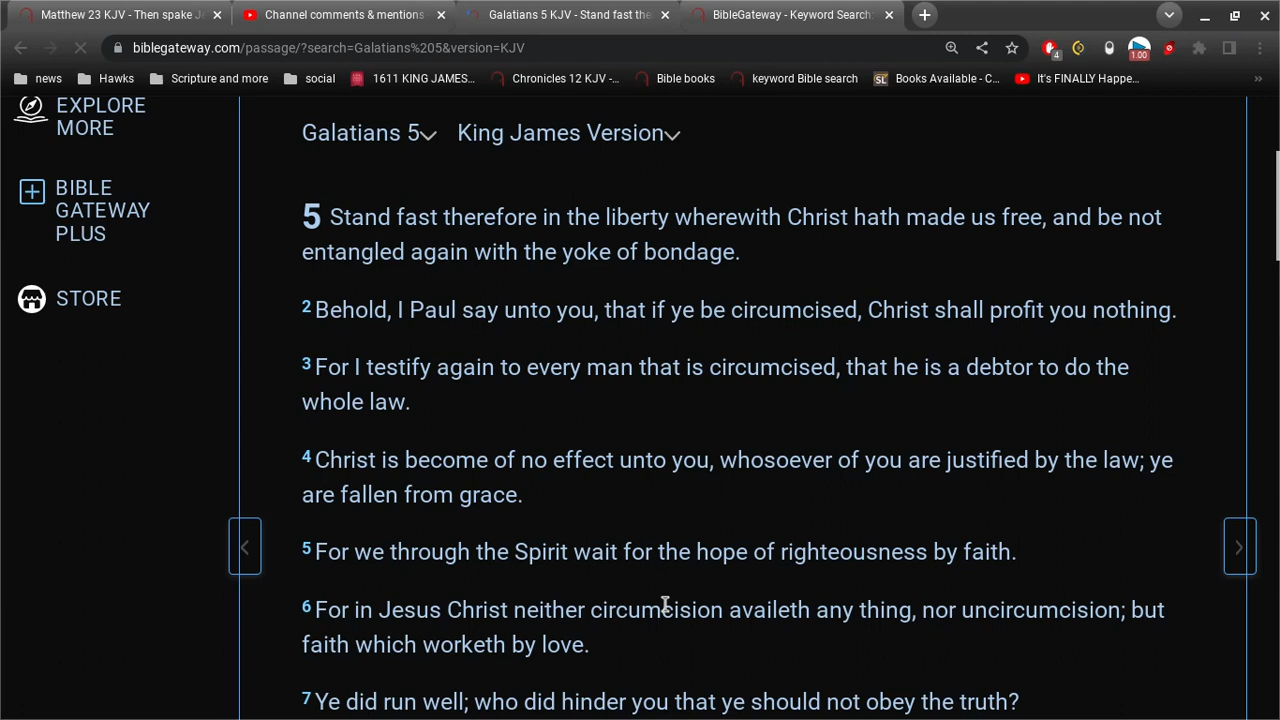 Matthew 23 KJV - Then spake Je
Channel comments & mentions -
Galatians 5 KJV - Stand fast the
BibleGateway - Keyword Search:
biblegateway.com/passage/?search=Galatians%205&version=KJV
4
1.00
news
Hawks
Scripture and more
social
1611 KING JAMES...
Chronicles 12 KJV -...
Bible books
keyword Bible search
SL
Books Available - C...
It's FINALLY Happe...
»
EXPLORE
MORE
BIBLE
GATEWAY
PLUS
STORE
Galatians 5 King James Version
5 Stand fast therefore in the liberty wherewith Christ hath made us free, and be not
entangled again with the yoke of bondage.
2 Behold, I Paul say unto you, that if ye be circumcised, Christ shall profit you nothing.
3 For I testify again to every man that is circumcised, that he is a debtor to do the
whole law.
4 Christ is become of no effect unto you, whosoever of you are justified by the law; ye
are fallen from grace.
5 For we through the Spirit wait for the hope of righteousness by faith.
6 For in Jesus Christ neither circumcision availeth any thing, nor uncircumcision; but
faith which worketh by love.
7 Ye did run well; who did hinder you that ye should not obey the truth?